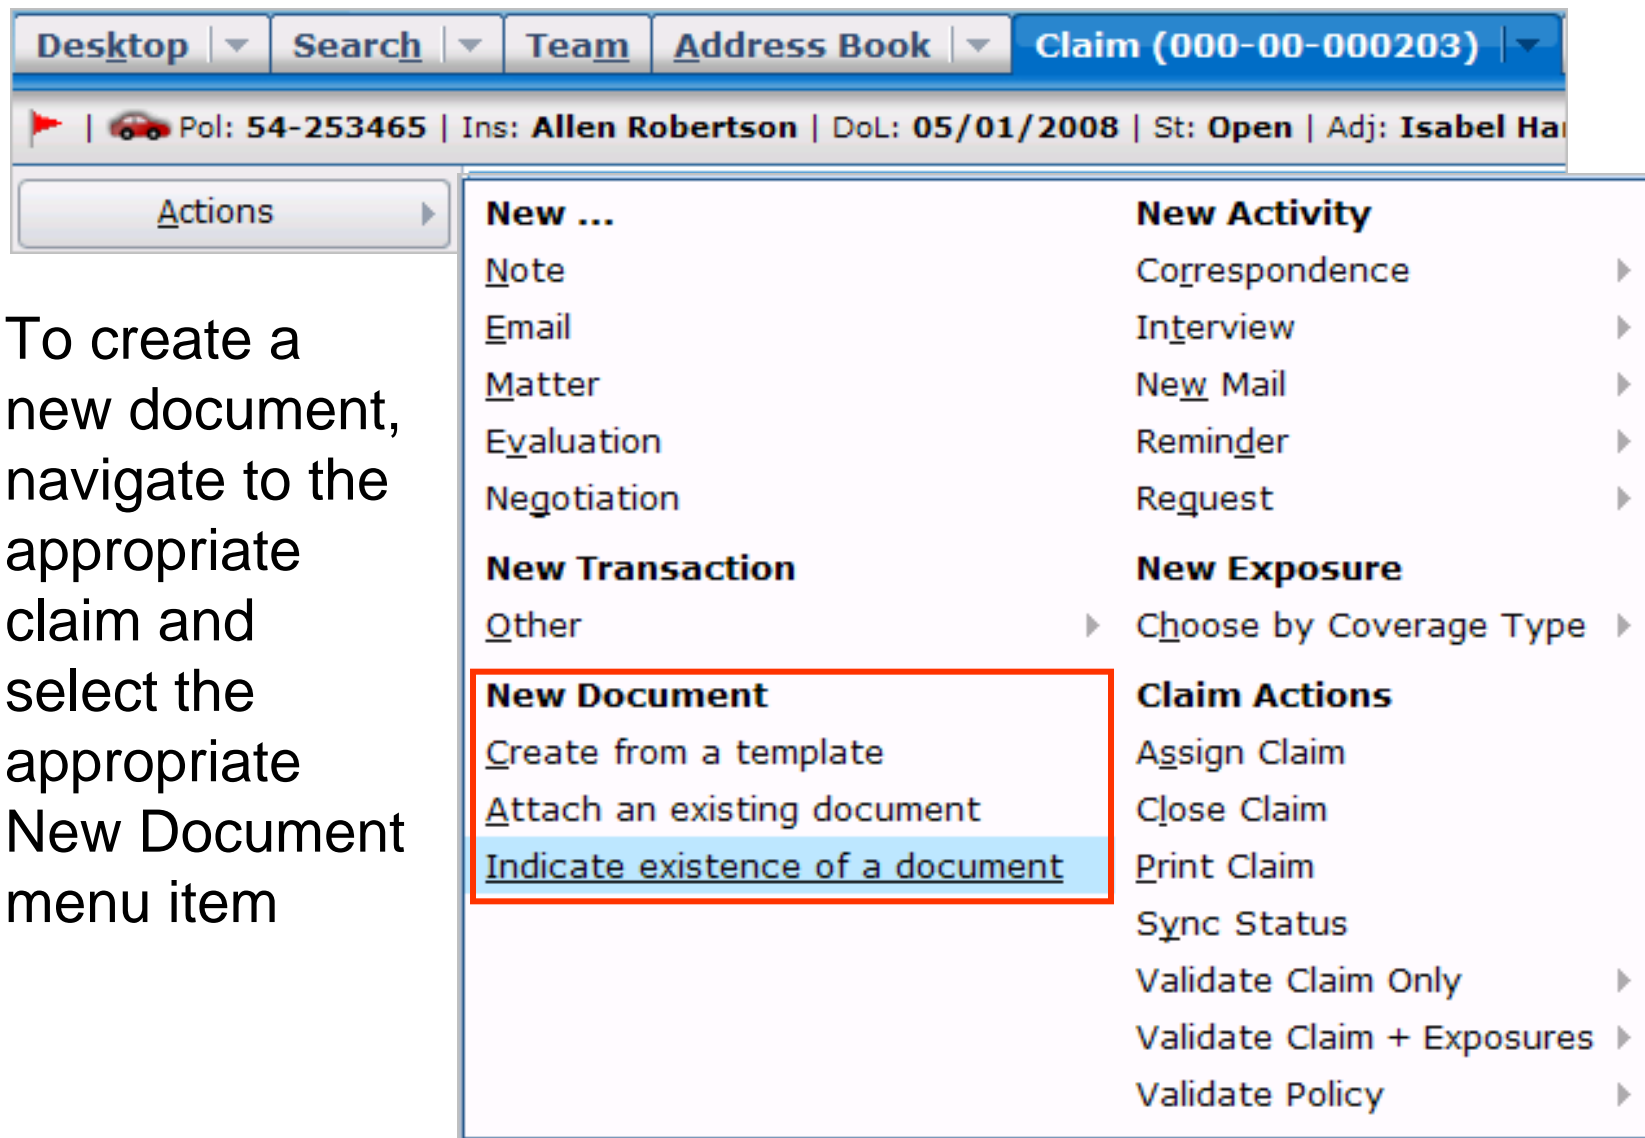 Desktop Search Team Address Book Claim (000-00-000203)
Pol: 54-253465 | Ins: Allen Robertson | DoL: 05/01/2008 | St: Open | Adj: Isabel
Actions
To create a
new document,
navigate to the
appropriate
claim and
select the
appropriate
New Document
menu item
New ...
Note
Email
Matter
Evaluation
Negotiation
New Transaction
Other
New Document
Create from a template
Attach an existing document
Indicate existence of a document
New Activity
Correspondence
Interview
New Mail
Reminder
Request
New Exposure
Choose by Coverage Type
Claim Actions
Assign Claim
Close Claim
Print Claim
Sync Status
Validate Claim Only
Validate Claim + Exposures
Validate Policy